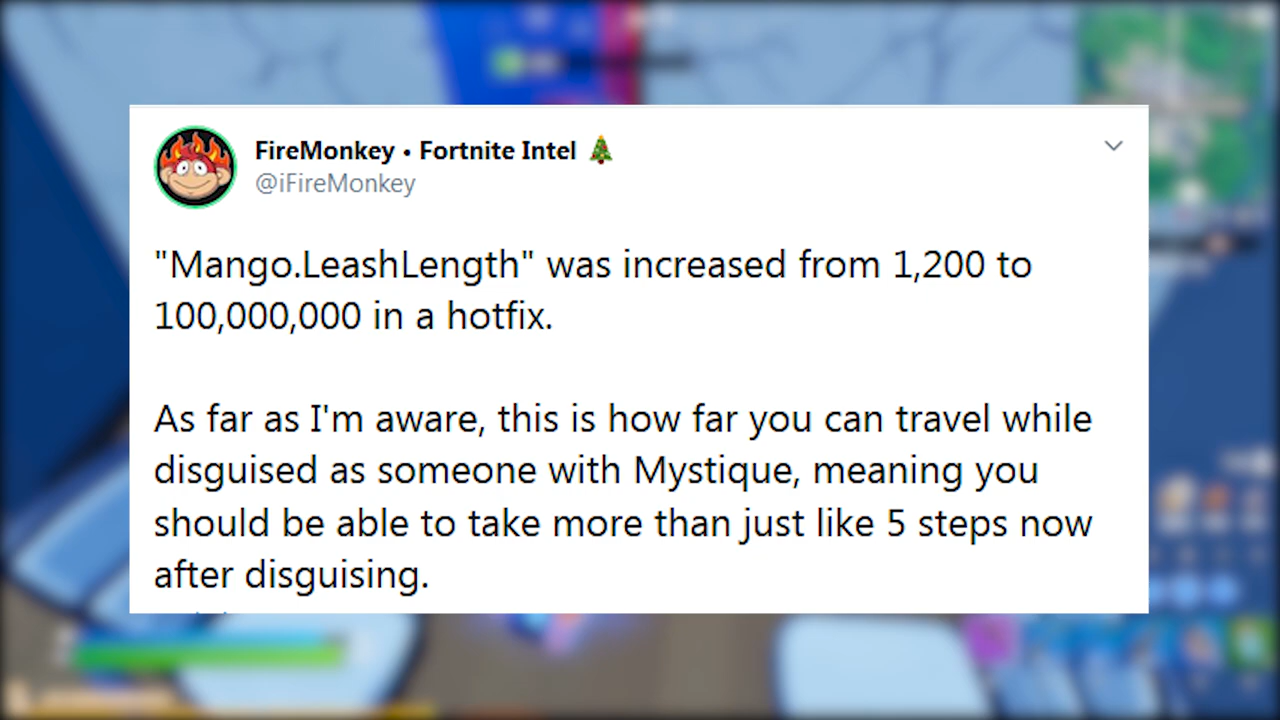 FireMonkey • Fortnite Intel 🎄
@iFireMonkey
"Mango.LeashLength" was increased from 1,200 to
100,000,000 in a hotfix.
As far as I'm aware, this is how far you can travel while
disguised as someone with Mystique, meaning you
should be able to take more than just like 5 steps now
after disguising.